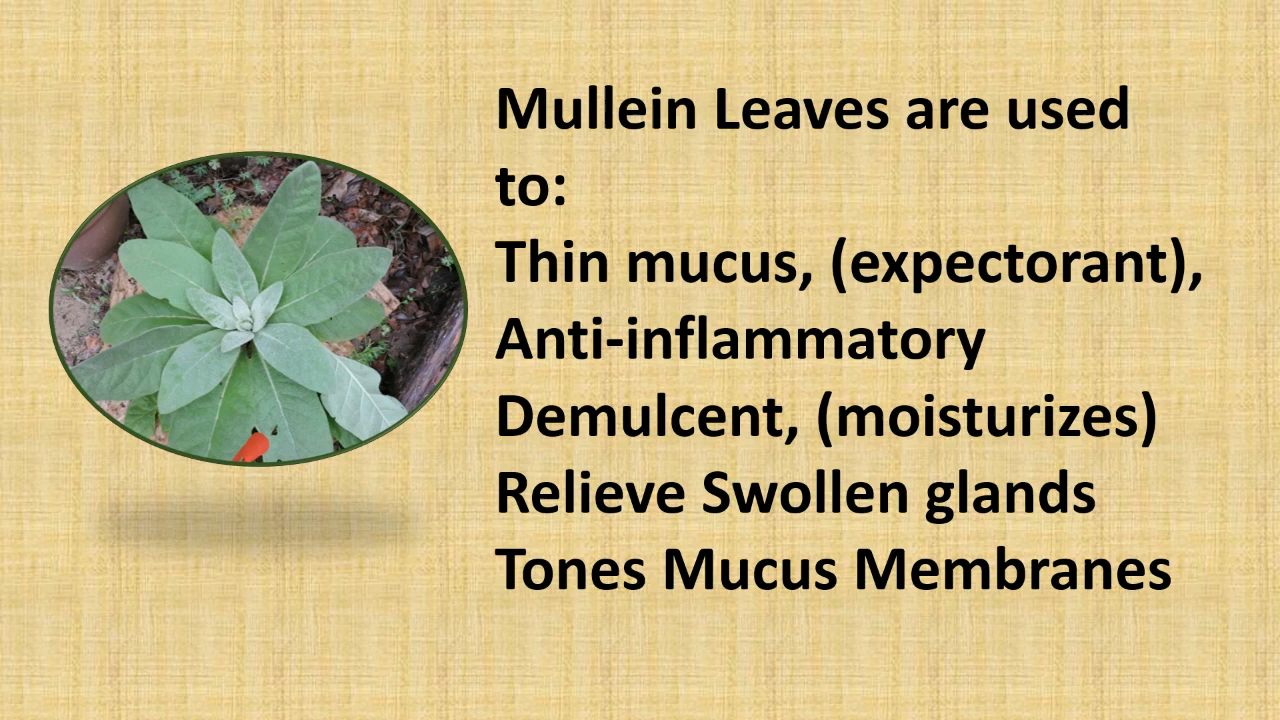 Mullein Leaves are used
to:
Thin mucus, (expectorant),
Anti-inflammatory
Demulcent, (moisturizes)
Relieve Swollen glands
Tones Mucus Membranes